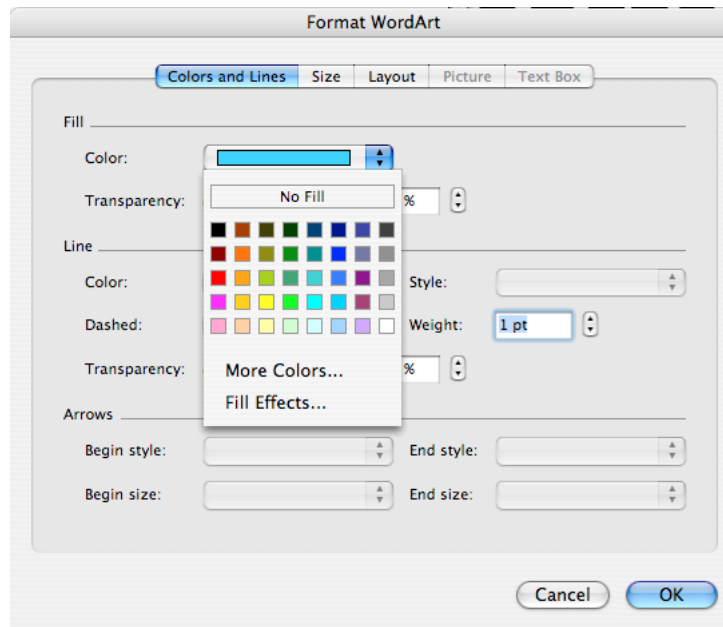 Format WordArt
Colors and Lines Size Layout Picture Text Box
Fill
Color:
No Fill
Transparency: %
Line
Color: Style:
Dashed: Weight: 1 pt
More Colors...
Transparency: %
Fill Effects...
Arrows
Begin style: End style:
Begin size: End size:
Cancel OK